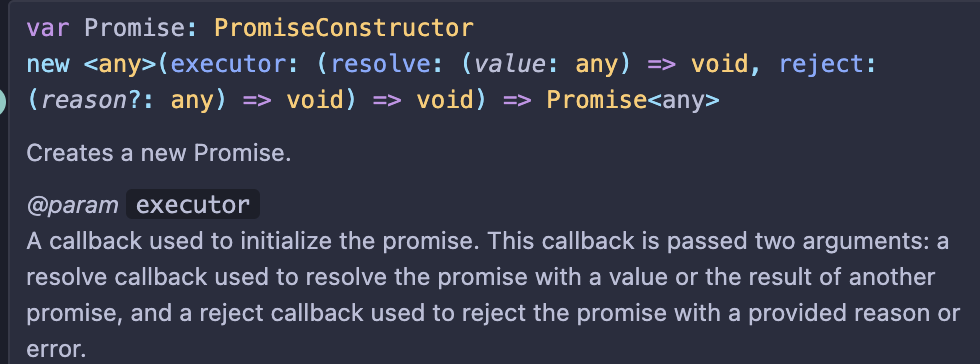 var Promise: PromiseConstructor
new <any>(executor: (resolve: (value: any) => void, reject:
(reason?: any) => void) => void) => Promise<any>
Creates a new Promise.
@param executor
A callback used to initialize the promise. This callback is passed two arguments: a
resolve callback used to resolve the promise with a value or the result of another
promise, and a reject callback used to reject the promise with a provided reason or
error.